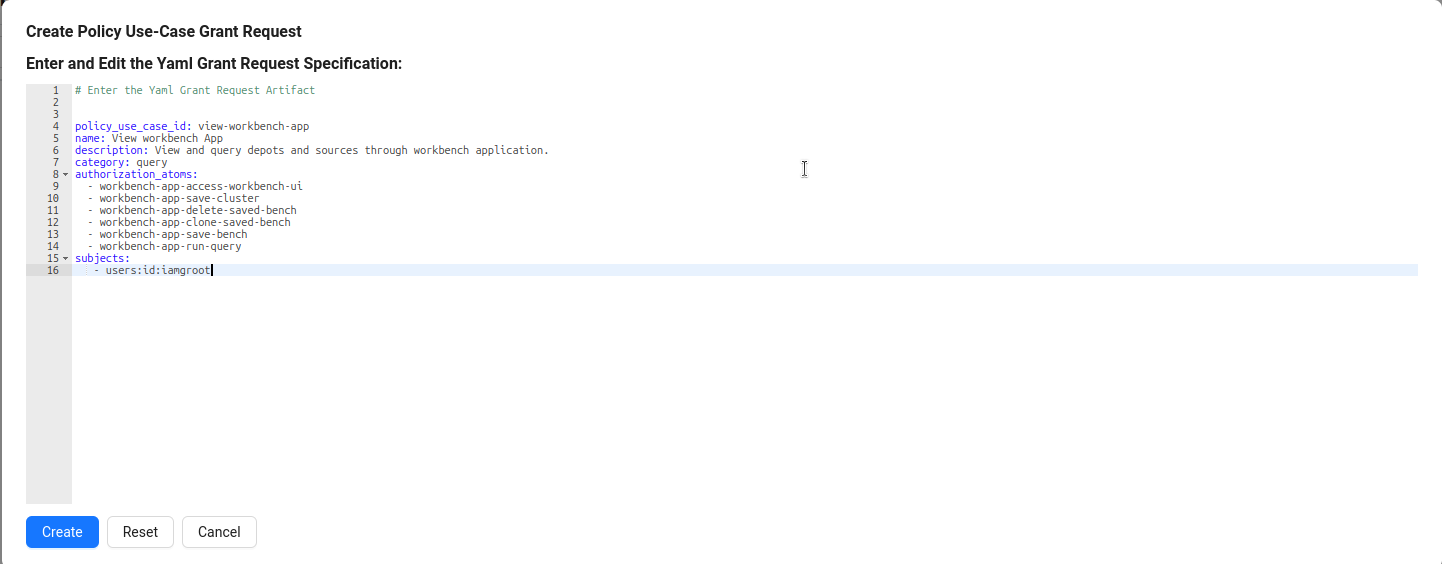 Create Policy Use-Case Grant Request
Enter and Edit the Yaml Grant Request Specification:
1 # Enter the Yaml Grant Request Artifact
2
3
4 policy_use_case_id: view-workbench-app
5 name: View workbench App
6 description: View and query depots and sources through workbench application.
7 category: query
8 authorization_atoms:
9   - workbench-app-access-workbench-ui
10   - workbench-app-save-cluster
11   - workbench-app-delete-saved-bench
12   - workbench-app-clone-saved-bench
13   - workbench-app-save-bench
14   - workbench-app-run-query
15 subjects:
16    - users:id:iamgroot
Create Reset Cancel